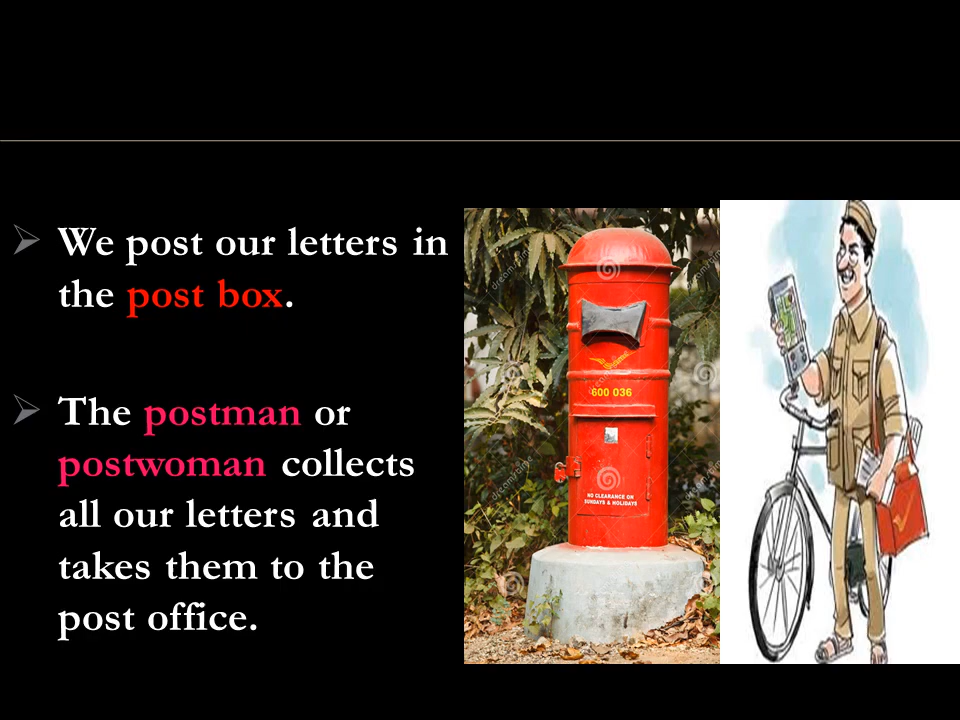 ➢ We post our letters in
the post box.
➢ The postman or
postwoman collects
all our letters and
takes them to the
post office.
600 036
NO CLEARANCE ON
SUNDAYS & HOLIDAYS
dreamstime